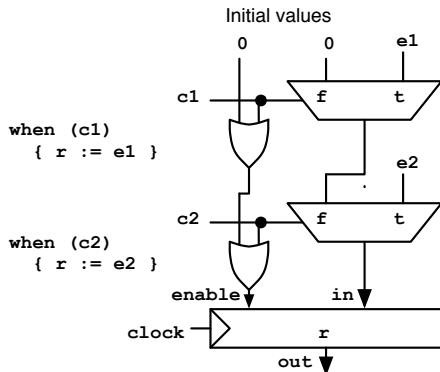 Initial values
0 0 e1
c1 f t
when (c1)
{ r := e1 }
e2
c2 f t
when (c2)
{ r := e2 }
enable in
clock r
out